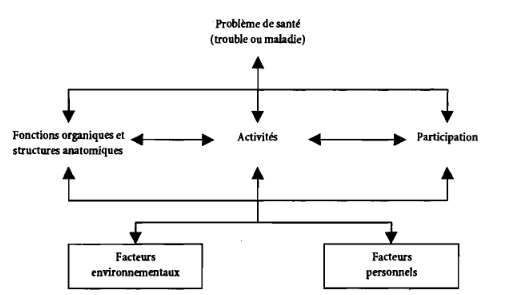 Problème de santé
(trouble ou maladie)
Fonctions organiques et
structures anatomiques
Activités
Participation
Facteurs
environnementaux
Facteurs
personnels